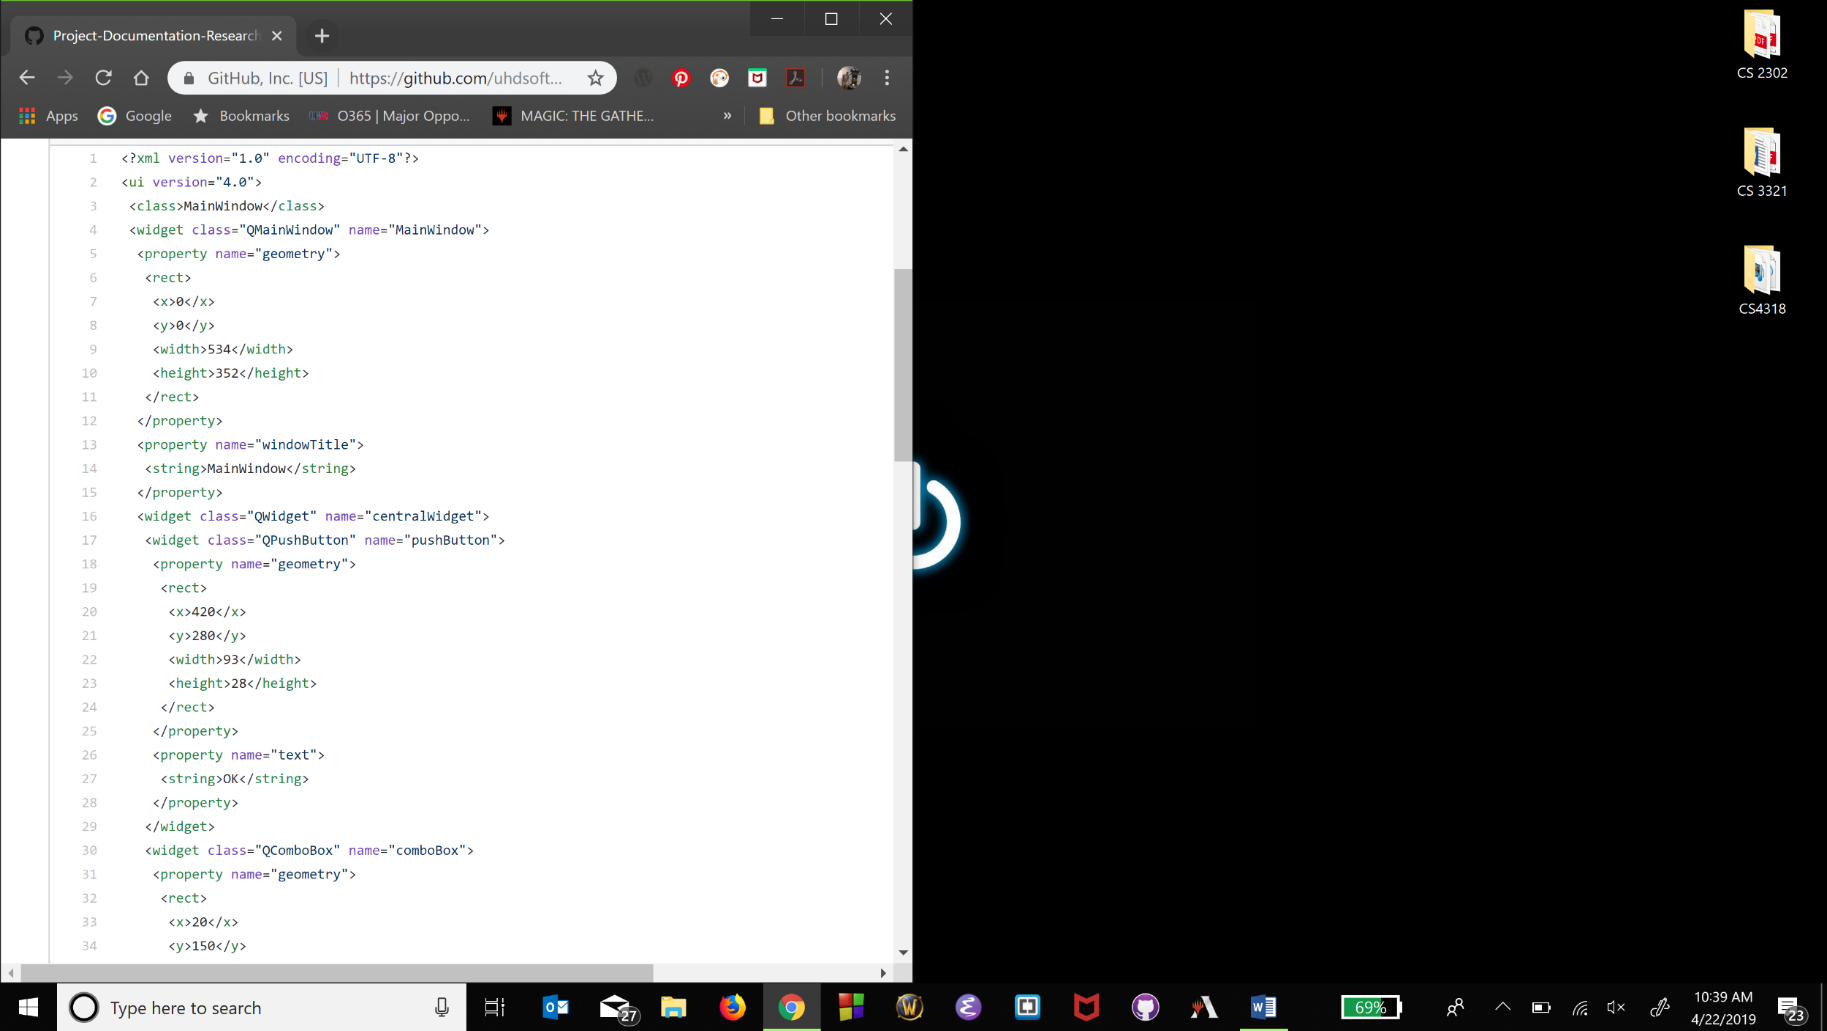 Project-Documentation-Research
GitHub, Inc. [US] https://github.com/uhdsoft...
Apps Google Bookmarks O365 | Major Oppo... MAGIC: THE GATHE... » Other bookmarks
1 <?xml version="1.0" encoding="UTF-8"?>
2 <ui version="4.0">
3 <class>MainWindow</class>
4 <widget class="QMainWindow" name="MainWindow">
5 <property name="geometry">
6 <rect>
7 <x>0</x>
8 <y>0</y>
9 <width>534</width>
10 <height>352</height>
11 </rect>
12 </property>
13 <property name="windowTitle">
14 <string>MainWindow</string>
15 </property>
16 <widget class="QWidget" name="centralWidget">
17 <widget class="QPushButton" name="pushButton">
18 <property name="geometry">
19 <rect>
20 <x>420</x>
21 <y>280</y>
22 <width>93</width>
23 <height>28</height>
24 </rect>
25 </property>
26 <property name="text">
27 <string>OK</string>
28 </property>
29 </widget>
30 <widget class="QComboBox" name="comboBox">
31 <property name="geometry">
32 <rect>
33 <x>20</x>
34 <y>150</y>
CS 2302
CS 3321
CS4318
Type here to search
27
69%
10:39 AM
4/22/2019
23